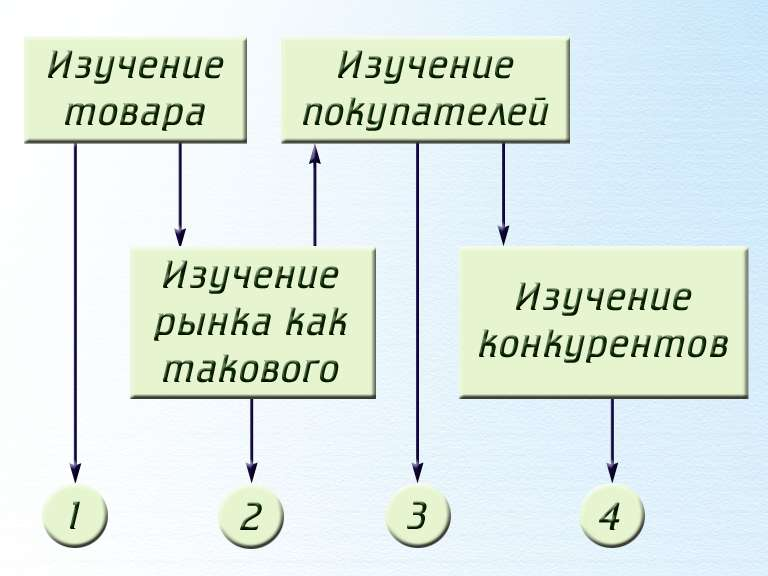 Изучение
товара
Изучение
покупателей
Изучение
рынка как
такового
Изучение
конкурентов
1
2
3
4